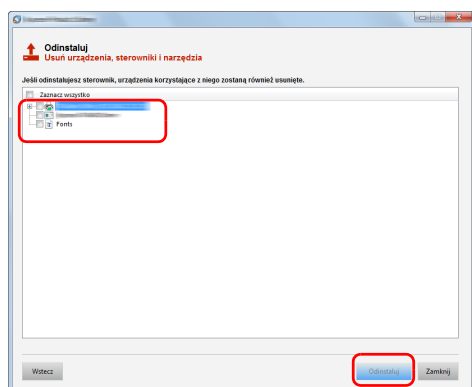 Odinstaluj
Usuń urządzenia, sterowniki i narzędzia
Jeśli odinstalujesz sterownik, urządzenia korzystające z niego zostaną również usunięte.
Zaznacz wszystko
Fonts
Wstecz
Odinstaluj
Zamknij